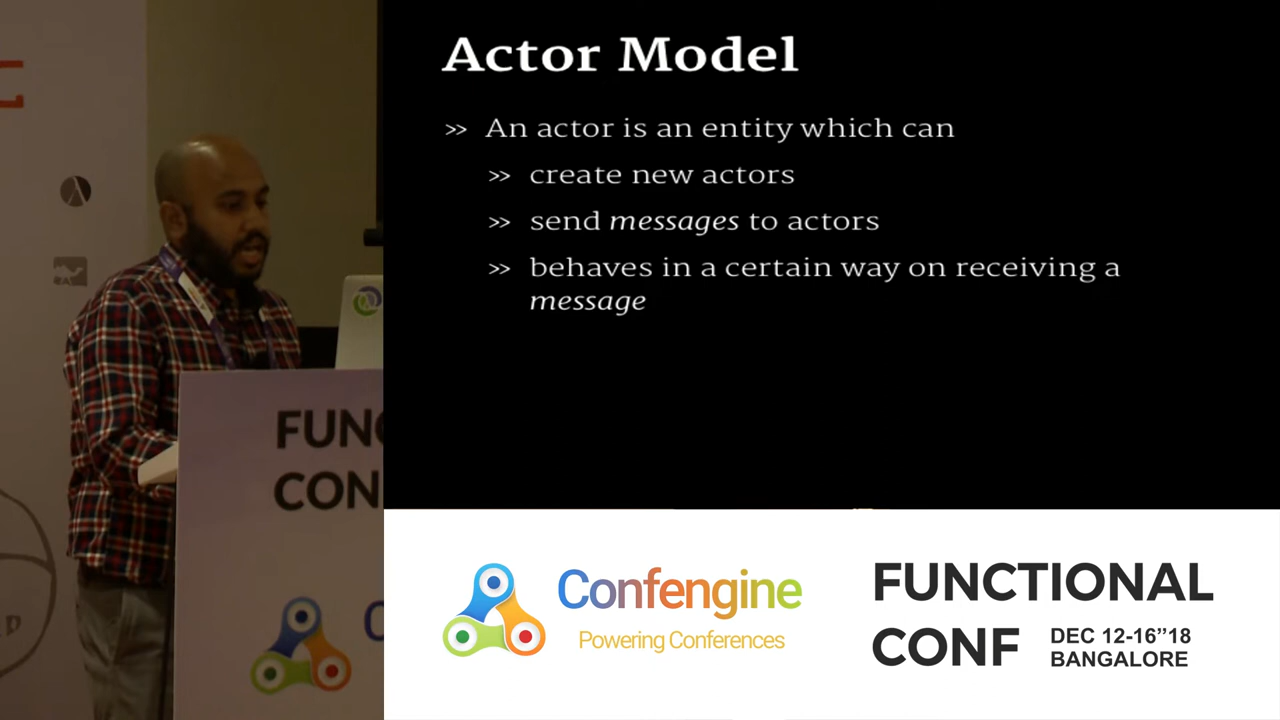 Actor Model
>> An actor is an entity which can
>> create new actors
>> send messages to actors
>> behaves in a certain way on receiving a
message
FUNC
CON
Confengine
Powering Conferences
FUNCTIONAL
CONF
DEC 12-16”18
BANGALORE